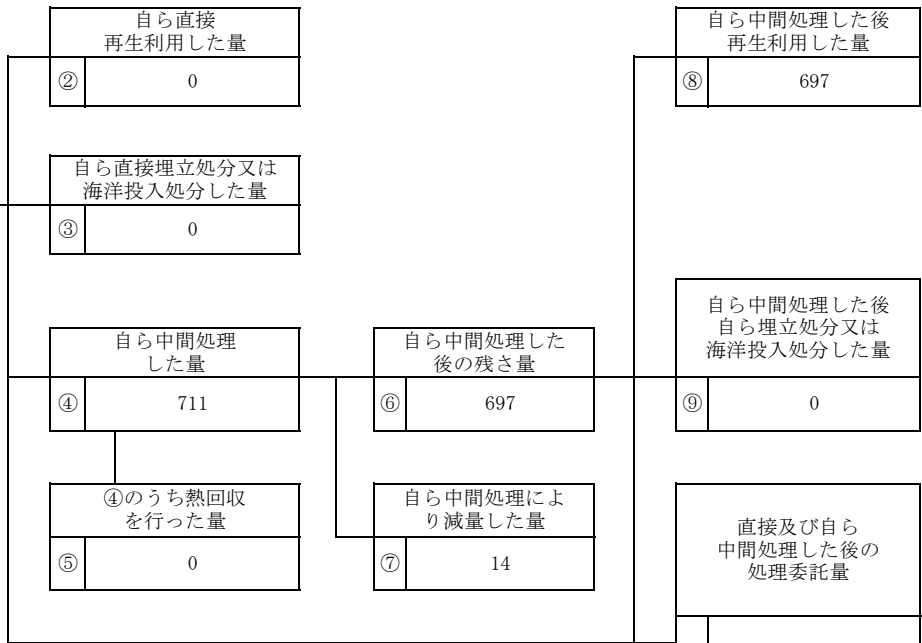 自ら直接
再生利用した量
② 0
自ら中間処理した後
再生利用した量
⑧ 697
自ら直接埋立処分又は
海洋投入処分した量
③ 0
自ら中間処理
した量
④ 711
自ら中間処理した
後の残さ量
⑥ 697
自ら中間処理した後
自ら埋立処分又は
海洋投入処分した量
⑨ 0
④のうち熱回収
を行った量
⑤ 0
自ら中間処理によ
り減量した量
⑦ 14
直接及び自ら
中間処理した後の
処理委託量